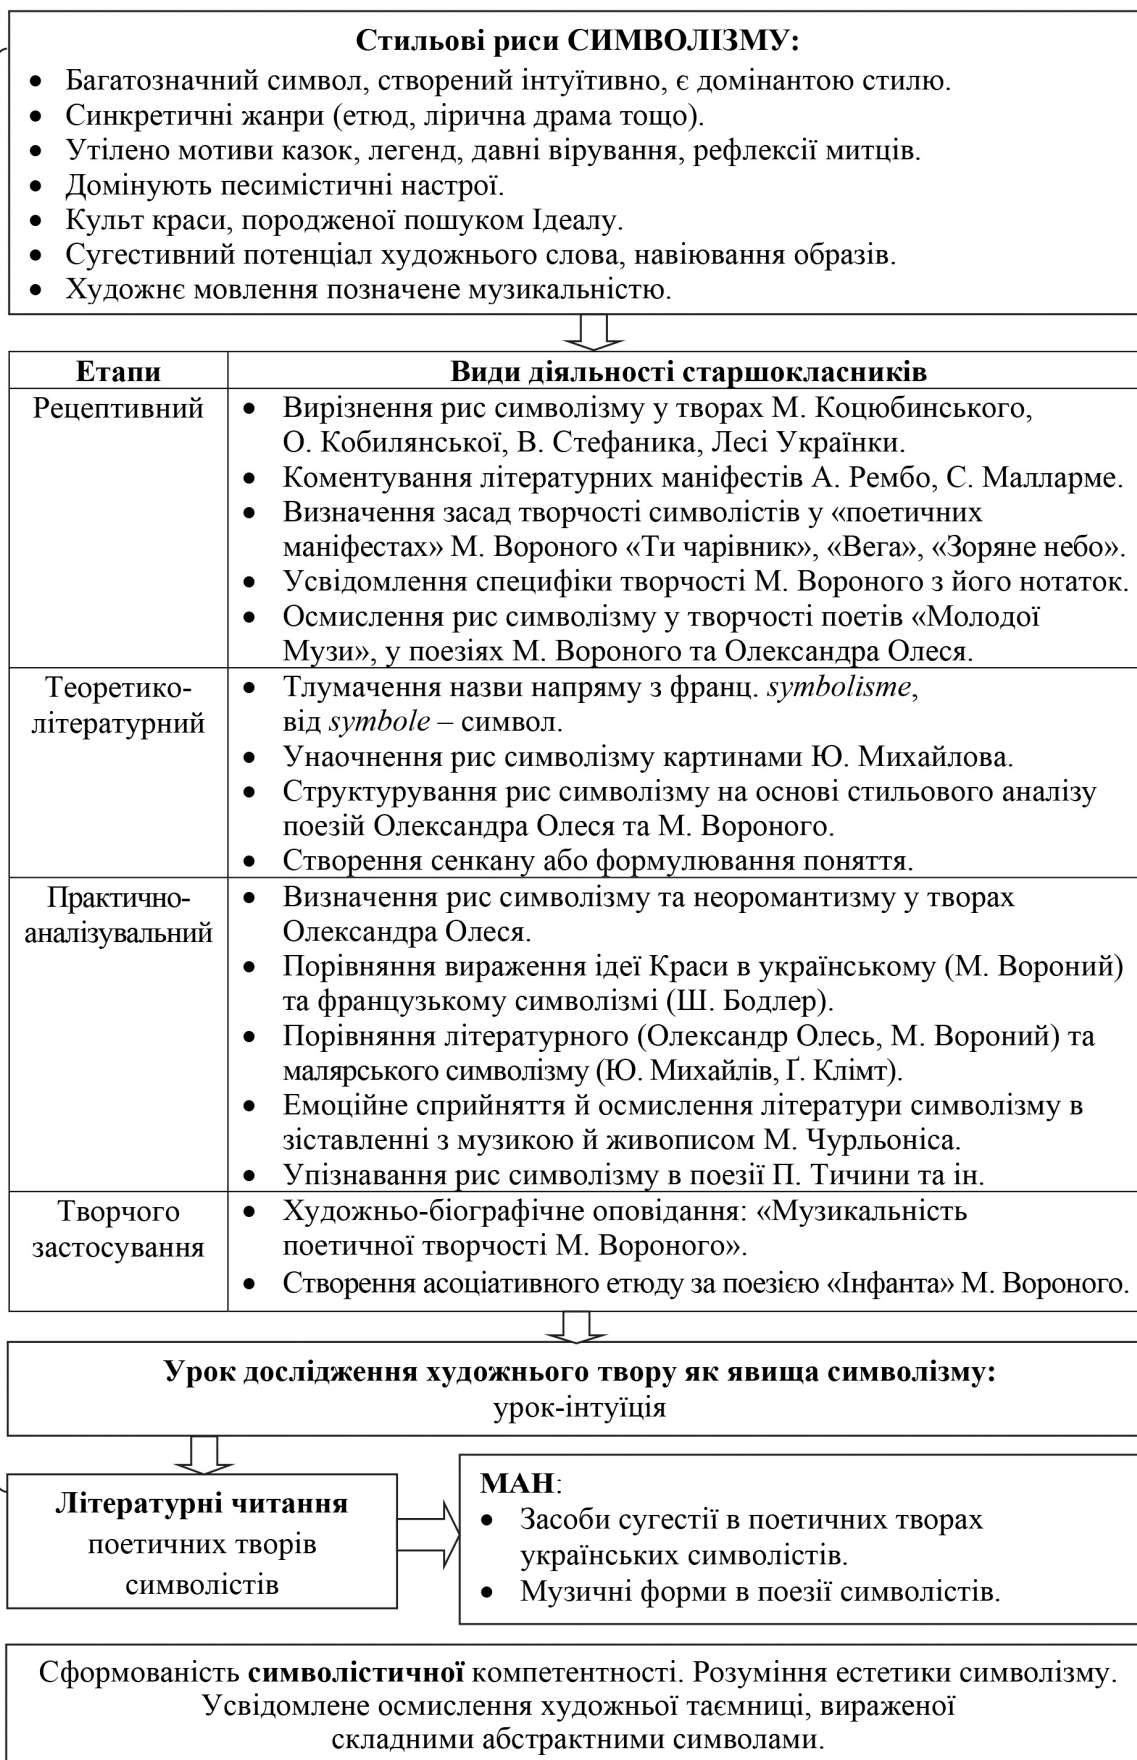 Стильові риси СИМВОЛІЗМУ:
• Багатозначний символ, створений інтуїтивно, є домінантою стилю.
• Синкретичні жанри (етюд, лірична драма тощо).
• Утілено мотиви казок, легенд, давні вірування, рефлексії митців.
• Домінують песимістичні настрої.
• Культ краси, породженої пошуком Ідеалу.
• Сугестивний потенціал художнього слова, навіювання образів.
• Художнє мовлення позначене музикальністю.
Етапи
Види діяльності старшокласників
Рецептивний
• Вирізнення рис символізму у творах М. Коцюбинського,
О. Кобилянської, В. Стефаника, Лесі Українки.
• Коментування літературних маніфестів А. Рембо, С. Малларме.
• Визначення засад творчості символістів у «поетичних
маніфестах» М. Вороного «Ти чарівник», «Вега», «Зоряне небо».
• Усвідомлення специфіки творчості М. Вороного з його нотаток.
• Осмислення рис символізму у творчості поетів «Молодої
Музи», у поезіях М. Вороного та Олександра Олеся.
Теоретико-
літературний
• Тлумачення назви напряму з франц. symbolisme,
від symbole – символ.
• Унаочнення рис символізму картинами Ю. Михайлова.
• Структурування рис символізму на основі стильового аналізу
поезій Олександра Олеся та М. Вороного.
• Створення сенкану або формулювання поняття.
Практично-
аналізувальний
• Визначення рис символізму та неоромантизму у творах
Олександра Олеся.
• Порівняння вираження ідеї Краси в українському (М. Вороний)
та французькому символізмі (Ш. Бодлер).
• Порівняння літературного (Олександр Олесь, М. Вороний) та
малярського символізму (Ю. Михайлів, Ґ. Клімт).
• Емоційне сприйняття й осмислення літератури символізму в
зіставленні з музикою й живописом М. Чурльоніса.
• Упізнавання рис символізму в поезії П. Тичини та ін.
Творчого
застосування
• Художньо-біографічне оповідання: «Музикальність
поетичної творчості М. Вороного».
• Створення асоціативного етюду за поезією «Інфанта» М. Вороного.
Урок дослідження художнього твору як явища символізму:
урок-інтуїція
Літературні читання
поетичних творів
символістів
МАН:
• Засоби сугестії в поетичних творах
українських символістів.
• Музичні форми в поезії символістів.
Сформованість символістичної компетентності. Розуміння естетики символізму.
Усвідомлене осмислення художньої таємниці, вираженої
складними абстрактними символами.